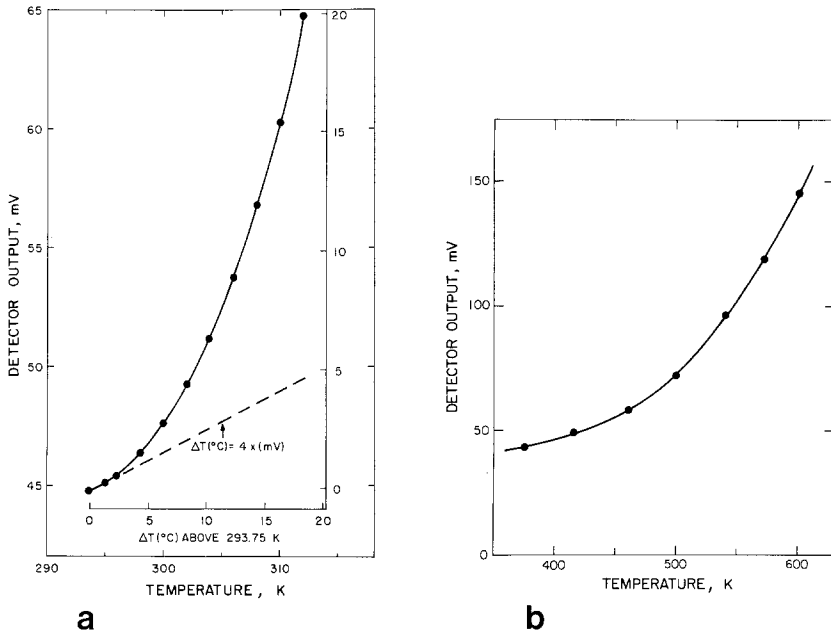 65
60
55
50
45
DETECTOR OUTPUT, mV
20
15
10
5
0
ΔT(°C)= 4 x (mV)
0 5 10 15 20
ΔT(°C) ABOVE 293.75 K
290 300 310
TEMPERATURE, K
a
150
100
50
0
DETECTOR OUTPUT, mV
400 500 600
TEMPERATURE, K
b